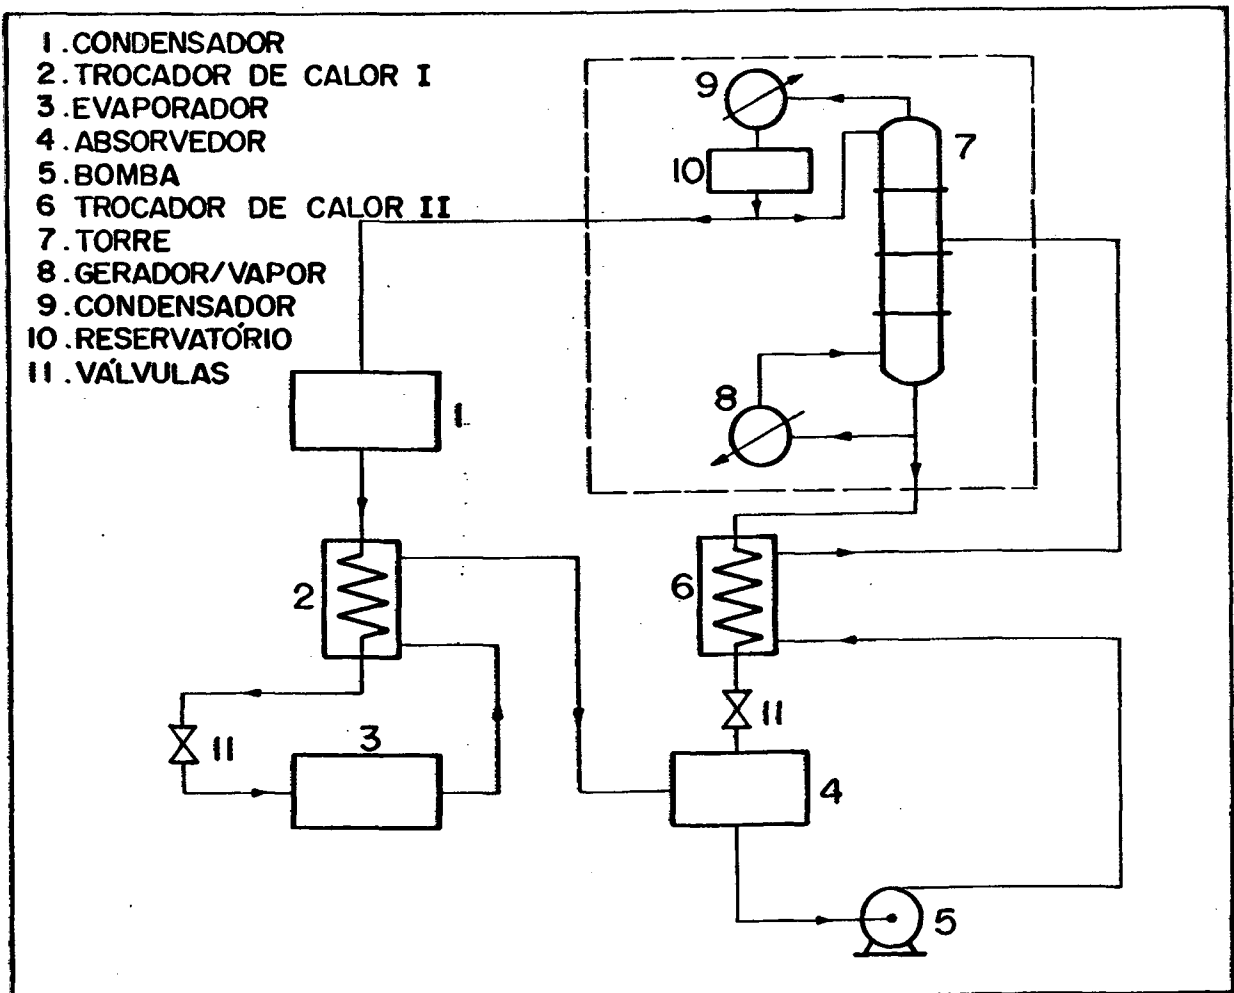 1.CONDENSADOR
2.TROCADOR DE CALOR I
3.EVAPORADOR
4.ABSORVEDOR
5.BOMBA
6 TROCADOR DE CALOR II
7.TORRE
8.GERADOR/VAPOR
9.CONDENSADOR
10.RESERVATÓRIO
11.VÁLVULAS
9
7
10
8
1
2
6
11
3
11
4
5